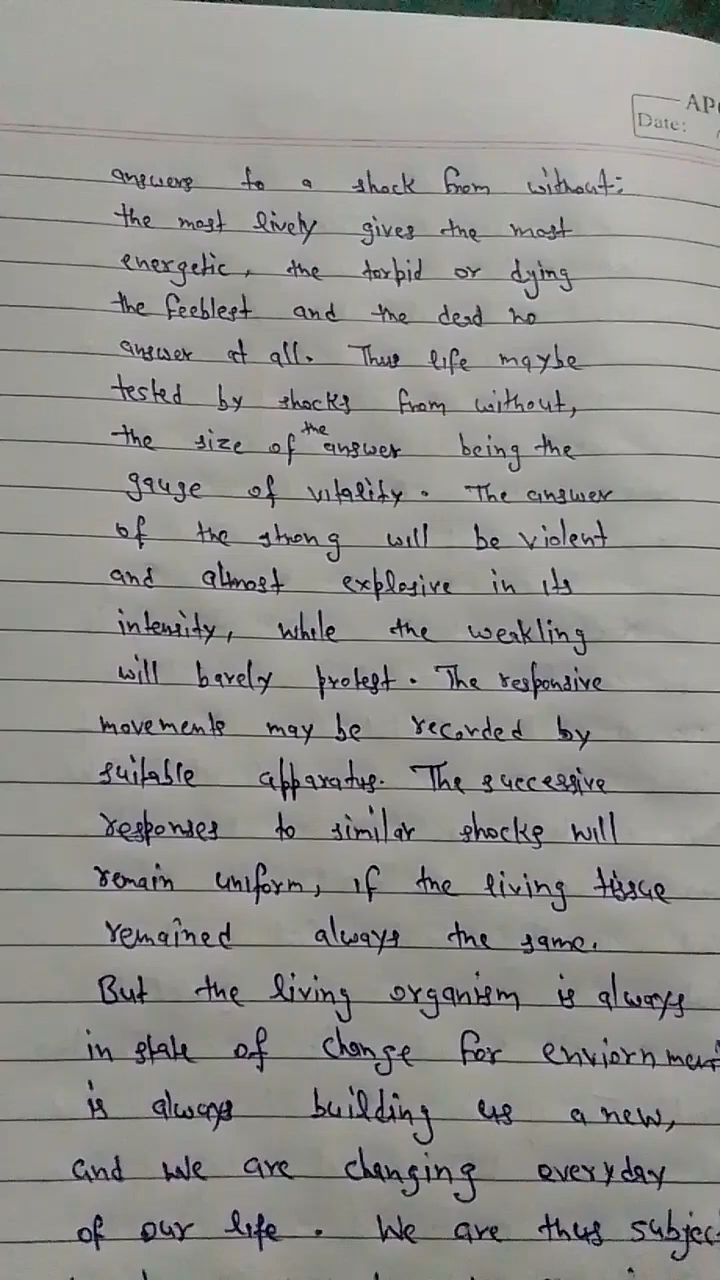 AP
Date:
answers to a shock from without:
the most lively gives the most
energetic, the torpid or dying
the feeblest and the dead no
answer at all. Thus life maybe
tested by shocks from without,
the size of the answer being the
gauge of vitality. The answer
of the strong will be violent
and almost explosive in its
intensity, while the weakling
will barely protest. The responsive
movements may be recorded by
suitable apparatus. The successive
responses to similar shocks will
remain uniform, if the living tissue
remained always the same.
But the living organism is always
in state of change for enviornment
is always building us a new,
and we are changing everyday
of our life. We are thus subjec